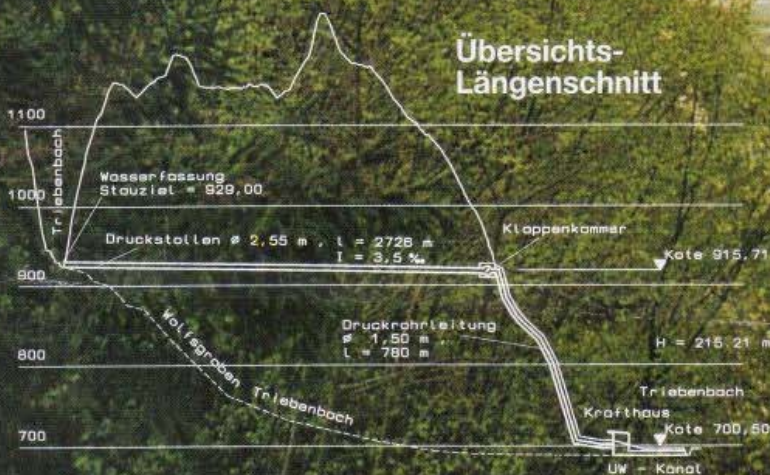 Übersichts-
Längenschnitt
1100
Triebenbach
Wasserfassung
Stauziel = 929,00
1000
Druckstollen ø 2,55 m , l = 2728 m
I = 3,5 ‰
Klappenkammer
Kote 915,71
900
Druckrohrleitung
ø 1,50 m ,
L = 780 m
H = 215.21 m
800
Wolfsgraben Triebenbach
Triebenbach
Krafthaus
Kote 700,50
700
UW - Kanal